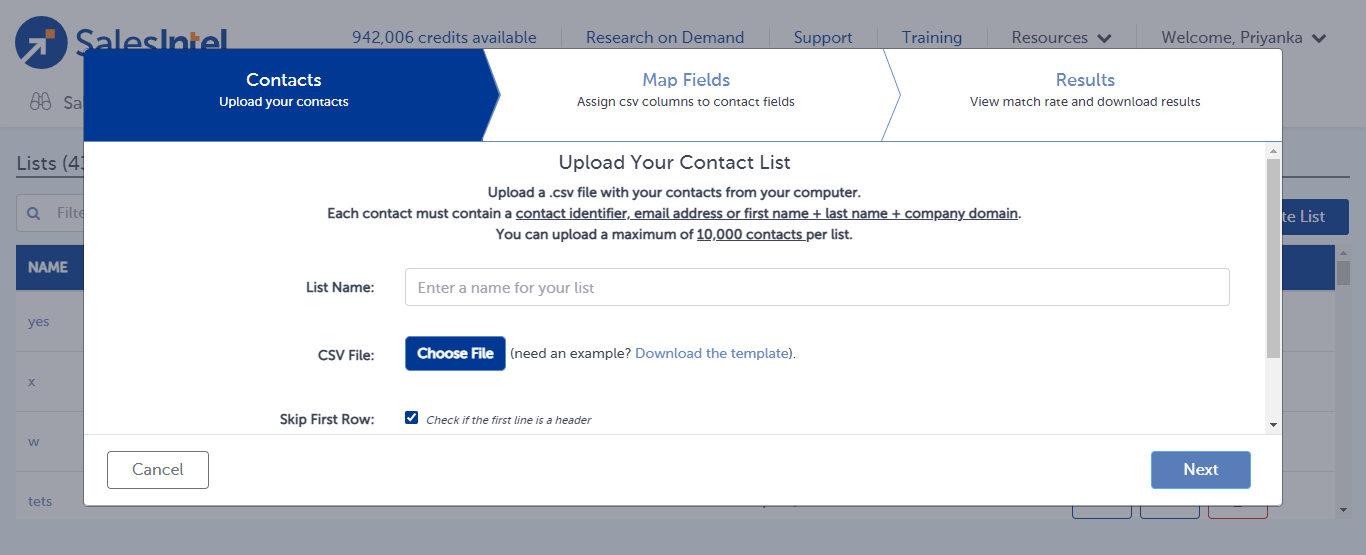 SalesIntel
942,006 credits available
Research on Demand
Support
Training
Resources
Welcome, Priyanka
Contacts
Upload your contacts
Map Fields
Assign csv columns to contact fields
Results
View match rate and download results
Sa
Lists (43
Upload Your Contact List
Upload a .csv file with your contacts from your computer.
Each contact must contain a contact identifier, email address or first name + last name + company domain.
You can upload a maximum of 10,000 contacts per list.
Filte
te List
NAME
List Name:
Enter a name for your list
yes
CSV File:
Choose File
(need an example? Download the template).
x
Skip First Row:
Check if the first line is a header
w
Cancel
Next
tets